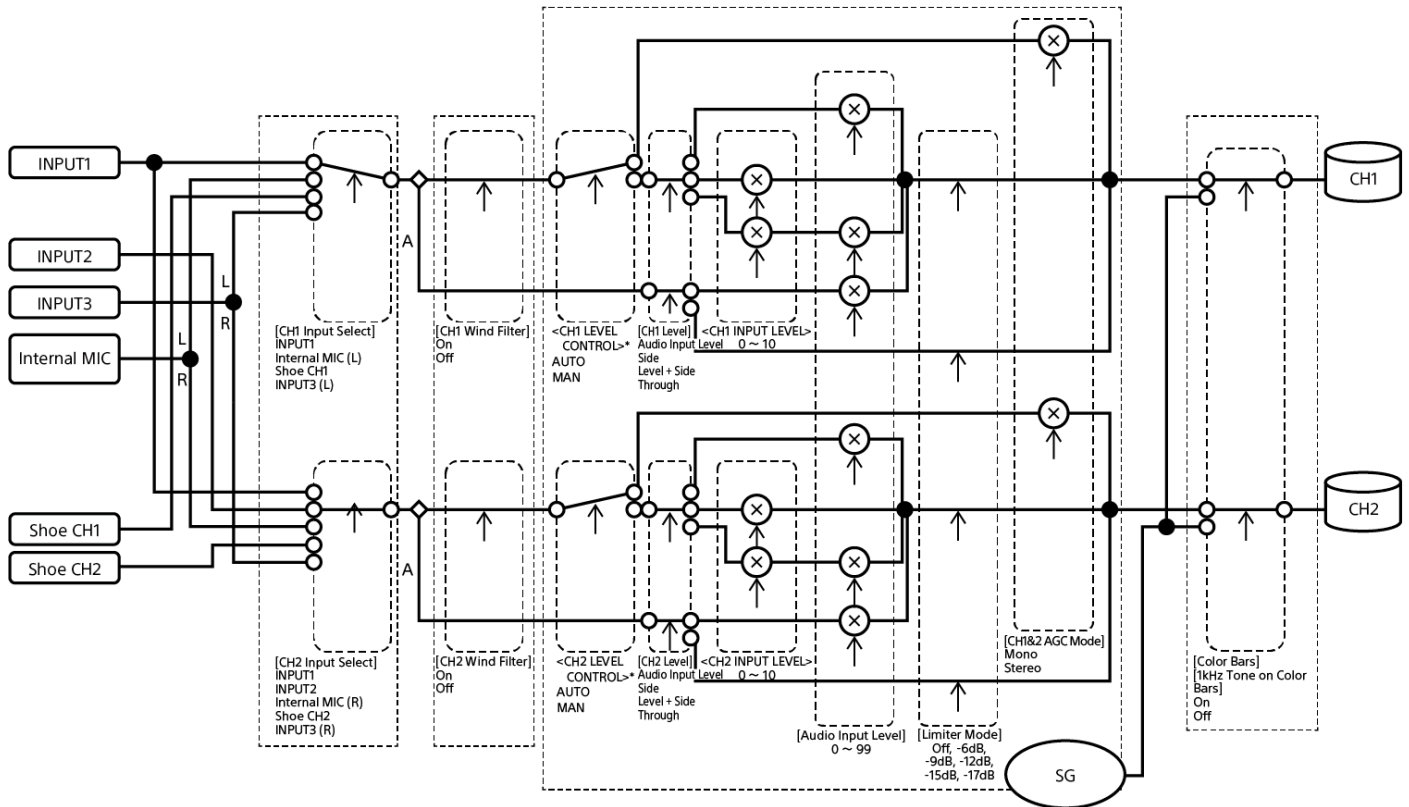 INPUT1
INPUT2
INPUT3
Internal MIC
Shoe CH1
Shoe CH2
L
R
L
R
[CH1 Input Select]
INPUT1
Internal MIC (L)
Shoe CH1
INPUT3 (L)
A
[CH1 Wind Filter]
On
Off
<CH1 LEVEL
CONTROL>*
AUTO
MAN
[CH1 Level]
Audio Input Level
Side
Level + Side
Through
<CH1 INPUT LEVEL>
0 ~ 10
CH1
[CH2 Input Select]
INPUT1
INPUT2
Internal MIC (R)
Shoe CH2
INPUT3 (R)
A
[CH2 Wind Filter]
On
Off
<CH2 LEVEL
CONTROL>*
AUTO
MAN
[CH2 Level]
Audio Input Level
Side
Level + Side
Through
<CH2 INPUT LEVEL>
0 ~ 10
[Audio Input Level]
0 ~ 99
[Limiter Mode]
Off, -6dB,
-9dB, -12dB,
-15dB, -17dB
[CH1&2 AGC Mode]
Mono
Stereo
SG
[Color Bars]
[1kHz Tone on Color
Bars]
On
Off
CH2